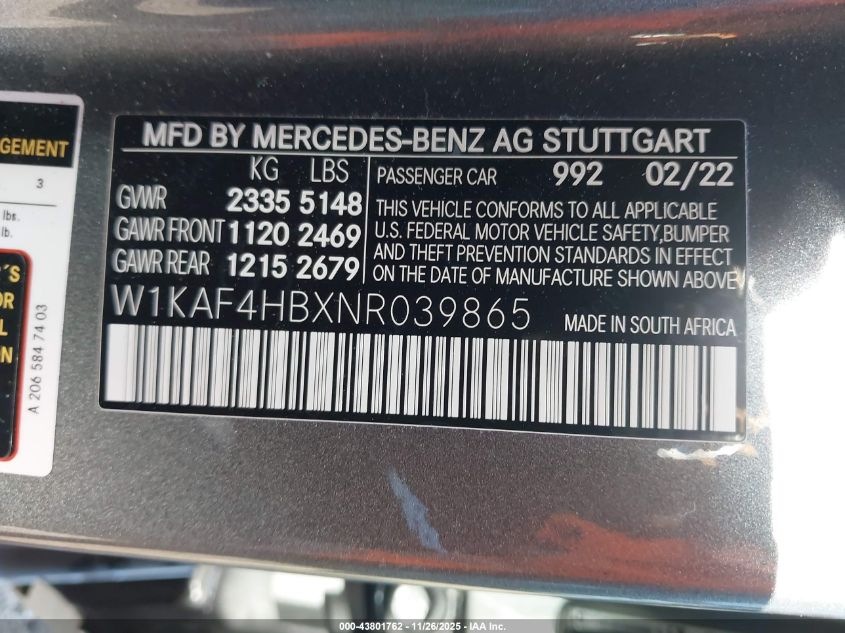 GEMENT
3
lbs.
lb.
R´S
OR
L
ON
A 206 584 74 03
MFD BY MERCEDES-BENZ AG STUTTGART
KG LBS
GVWR 2335 5148
GAWR FRONT 1120 2469
GAWR REAR 1215 2679
PASSENGER CAR 992 02/22
THIS VEHICLE CONFORMS TO ALL APPLICABLE
U.S. FEDERAL MOTOR VEHICLE SAFETY,BUMPER
AND THEFT PREVENTION STANDARDS IN EFFECT
ON THE DATE OF MANUFACTURE SHOWN ABOVE
W1KAF4HBXNR039865 MADE IN SOUTH AFRICA
000-43801762 - 11/26/2025 - © IAA Inc.